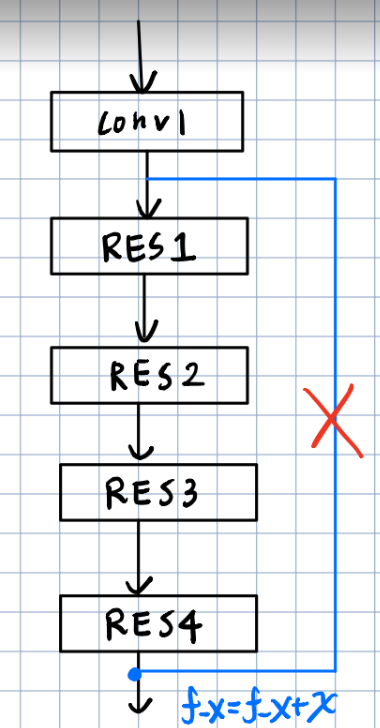 Conv1
RES1
RES2
RES3
RES4
f_x=f_x+x